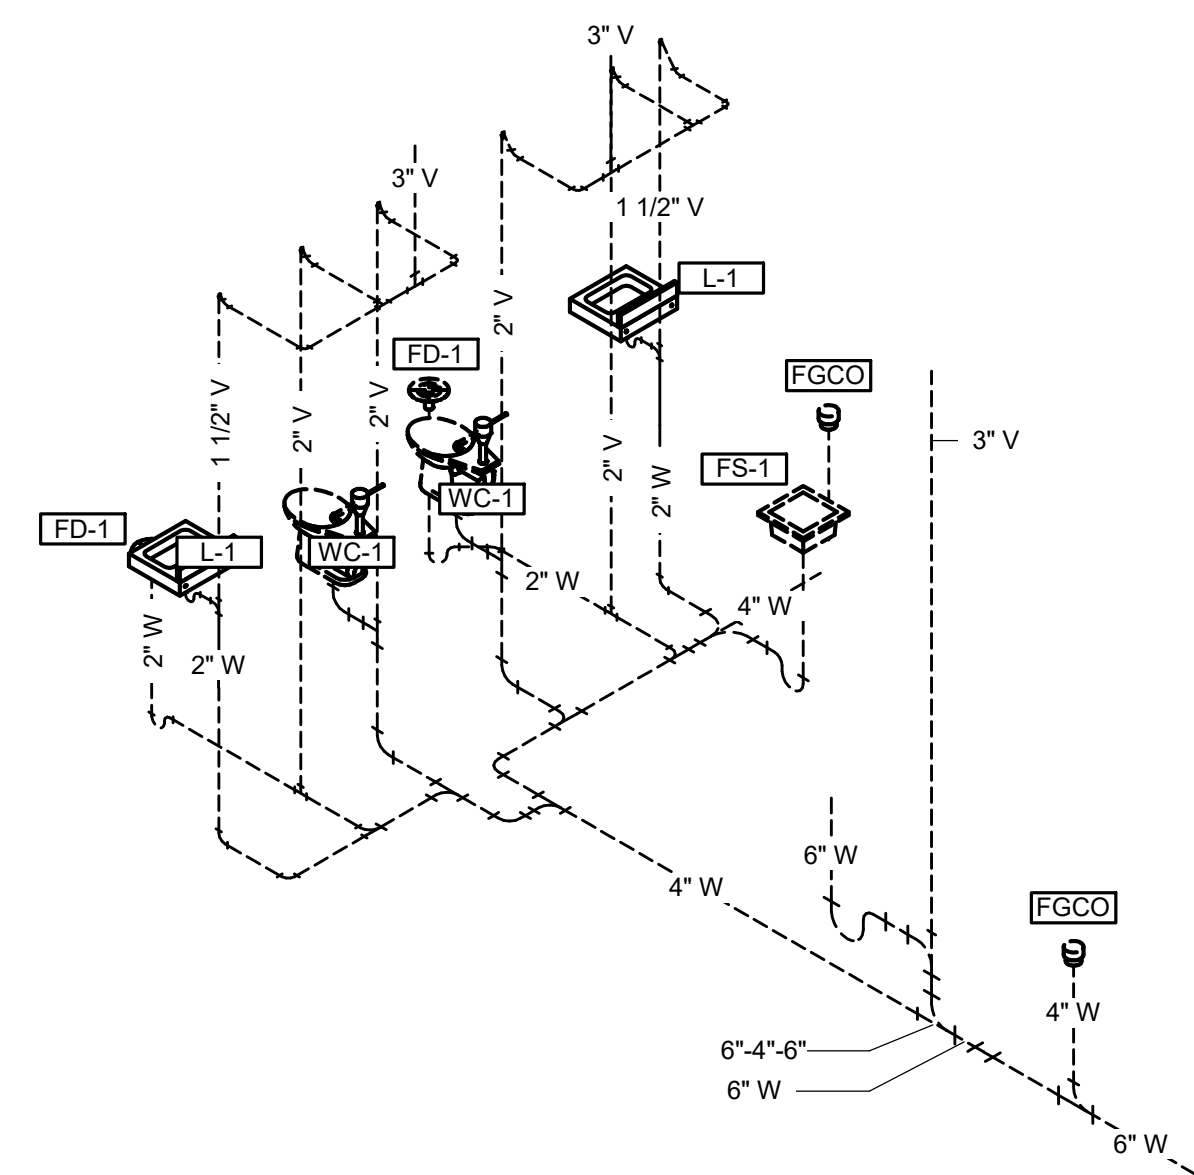 3" V
3" V
1 1/2" V
L-1
2" V
FD-1
FGCO
1 1/2" V
2" V
2" V
3" V
2" V
2" W
FS-1
WC-1
FD-1
L-1
WC-1
2" W
4" W
2" W
2" W
6" W
4" W
FGCO
4" W
6"-4"-6"
6" W
6" W